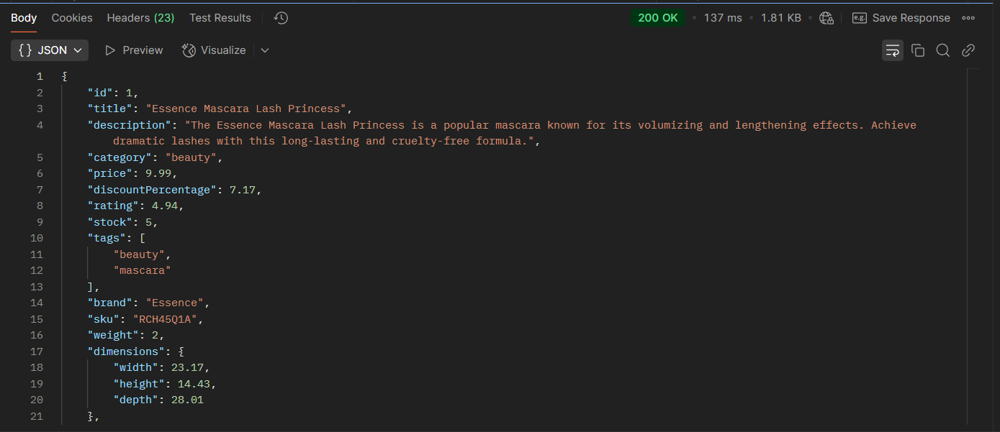 Body Cookies Headers (23) Test Results 200 OK • 137 ms • 1.81 KB • e.g. Save Response
{} JSON Preview Visualize
1 {
2 "id": 1,
3 "title": "Essence Mascara Lash Princess",
4 "description": "The Essence Mascara Lash Princess is a popular mascara known for its volumizing and lengthening effects. Achieve
dramatic lashes with this long-lasting and cruelty-free formula.",
5 "category": "beauty",
6 "price": 9.99,
7 "discountPercentage": 7.17,
8 "rating": 4.94,
9 "stock": 5,
10 "tags": [
11 "beauty",
12 "mascara"
13 ],
14 "brand": "Essence",
15 "sku": "RCH45Q1A",
16 "weight": 2,
17 "dimensions": {
18 "width": 23.17,
19 "height": 14.43,
20 "depth": 28.01
21 },